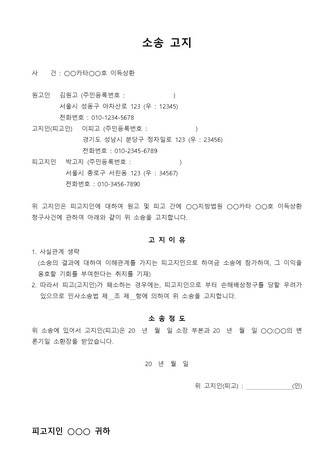 소송 고지
사 건 : ○○카타○○호 이득상환
원고인 김원고 (주민등록번호 : )
서울시 성동구 아차산로 123 (우 : 12345)
전화번호 : 010-1234-5678
고지인(피고인) 이피고 (주민등록번호 : )
경기도 성남시 분당구 정자일로 123 (우 : 23456)
전화번호 : 010-2345-6789
피고지인 박고지 (주민등록번호 : )
서울시 종로구 서린동 123 (우 : 34567)
전화번호 : 010-3456-7890
위 고지인은 피고지인에 대하여 원고 및 피고 간에 ○○지방법원 ○○카타 ○○호 이득상환
청구사건에 관하여 아래와 같이 위 소송을 고지합니다.
고 지 이 유
1. 사실관계 생략
(소송의 결과에 대하여 이해관계를 가지는 피고지인으로 하여금 소송에 참가하여, 그 이익을
옹호할 기회를 부여한다는 취지를 기재)
2. 따라서 피고(고지인)가 패소하는 경우에는, 피고지인으로 부터 손해배상청구를 당할 우려가
있으므로 민사소송법 제__조 제__항에 의하여 위 소송을 고지합니다.
소 송 정 도
위 소송에 있어서 고지인(피고)은 20 년 월 일 소장 부본과 20 년 월 일 ○○:○○의 변
론기일 소환장을 받았습니다.
20 년 월 일
위 고지인(피고) : ______________(인)
피고지인 ○○○ 귀하